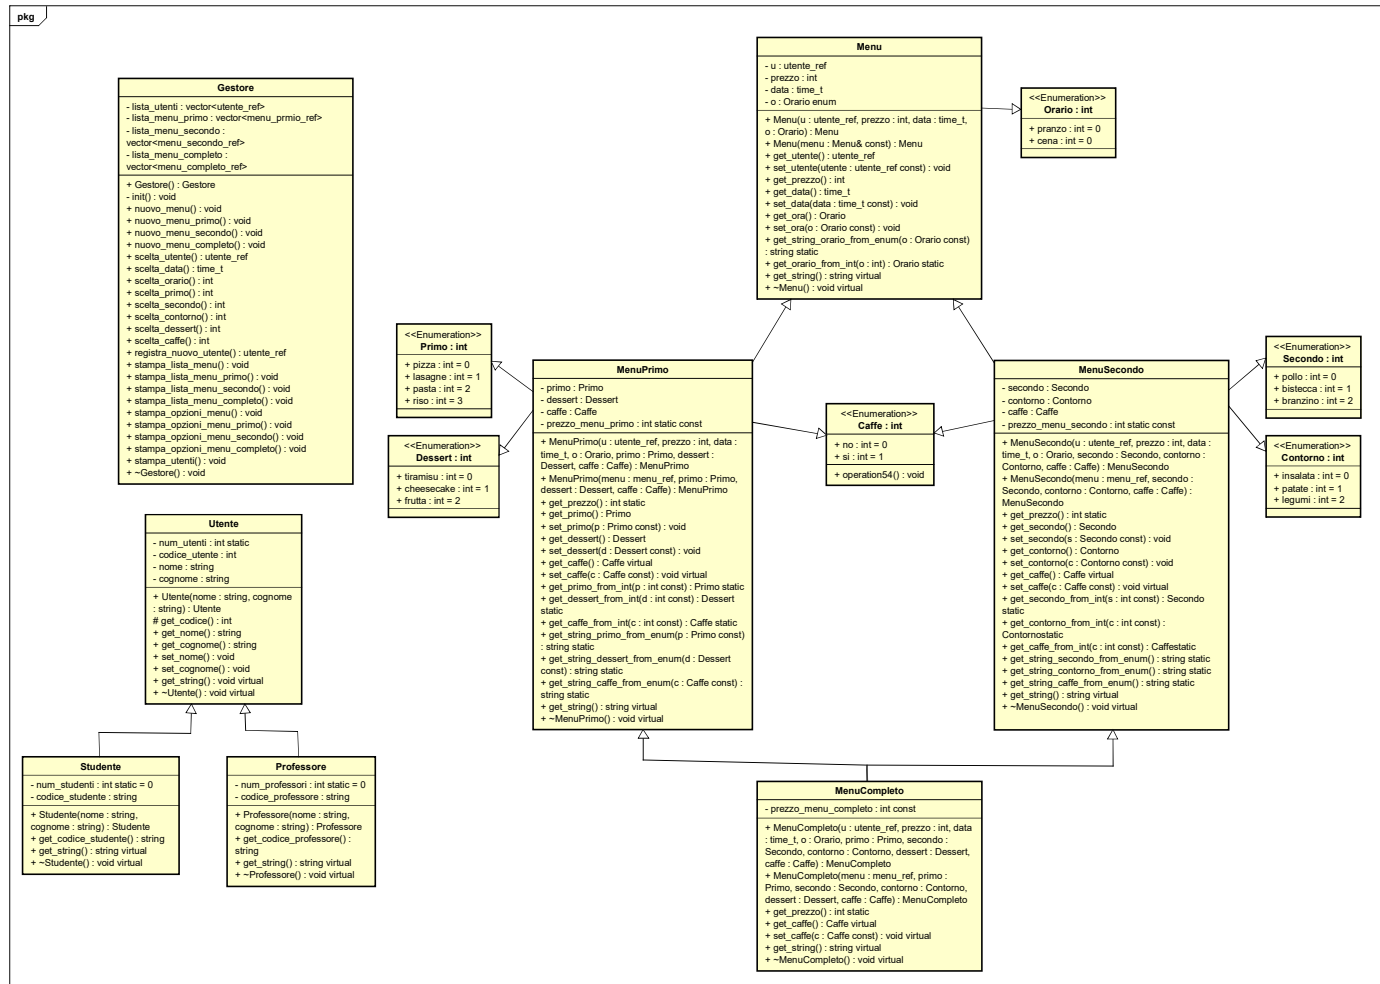 pkg
Gestore
- lista_utenti : vector<utente_ref>
- lista_menu_primo : vector<menu_prmio_ref>
- lista_menu_secondo :
vector<menu_secondo_ref>
- lista_menu_completo :
vector<menu_completo_ref>
+ Gestore() : Gestore
- init() : void
+ nuovo_menu() : void
+ nuovo_menu_primo() : void
+ nuovo_menu_secondo() : void
+ nuovo_menu_completo() : void
+ scelta_utente() : utente_ref
+ scelta_data() : time_t
+ scelta_orario() : int
+ scelta_primo() : int
+ scelta_secondo() : int
+ scelta_contorno() : int
+ scelta_dessert() : int
+ scelta_caffe() : int
+ registra_nuovo_utente() : utente_ref
+ stampa_lista_menu() : void
+ stampa_lista_menu_primo() : void
+ stampa_lista_menu_secondo() : void
+ stampa_lista_menu_completo() : void
+ stampa_opzioni_menu() : void
+ stampa_opzioni_menu_primo() : void
+ stampa_opzioni_menu_secondo() : void
+ stampa_opzioni_menu_completo() : void
+ stampa_utenti() : void
+ ~Gestore() : void
Menu
- u : utente_ref
- prezzo : int
- data : time_t
- o : Orario enum
+ Menu(u : utente_ref, prezzo : int, data : time_t,
o : Orario) : Menu
+ Menu(menu : Menu& const) : Menu
+ get_utente() : utente_ref
+ set_utente(utente : utente_ref const) : void
+ get_prezzo() : int
+ get_data() : time_t
+ set_data(data : time_t const) : void
+ get_ora() : Orario
+ set_ora(o : Orario const) : void
+ get_string_orario_from_enum(o : Orario const)
: string static
+ get_orario_from_int(o : int) : Orario static
+ get_string() : string virtual
+ ~Menu() : void virtual
<<Enumeration>>
Orario : int
+ pranzo : int = 0
+ cena : int = 0
<<Enumeration>>
Primo : int
+ pizza : int = 0
+ lasagne : int = 1
+ pasta : int = 2
+ riso : int = 3
<<Enumeration>>
Dessert : int
+ tiramisu : int = 0
+ cheesecake : int = 1
+ frutta : int = 2
MenuPrimo
- primo : Primo
- dessert : Dessert
- caffe : Caffe
- prezzo_menu_primo : int static const
+ MenuPrimo(u : utente_ref, prezzo : int, data :
time_t, o : Orario, primo : Primo, dessert :
Dessert, caffe : Caffe) : MenuPrimo
+ MenuPrimo(menu : menu_ref, primo : Primo,
dessert : Dessert, caffe : Caffe) : MenuPrimo
+ get_prezzo() : int static
+ get_primo() : Primo
+ set_primo(p : Primo const) : void
+ get_dessert() : Dessert
+ set_dessert(d : Dessert const) : void
+ get_caffe() : Caffe virtual
+ set_caffe(c : Caffe const) : void virtual
+ get_primo_from_int(p : int const) : Primo static
+ get_dessert_from_int(d : int const) : Dessert
static
+ get_caffe_from_int(c : int const) : Caffe static
+ get_string_primo_from_enum(p : Primo const)
: string static
+ get_string_dessert_from_enum(d : Dessert
const) : string static
+ get_string_caffe_from_enum(c : Caffe const) :
string static
+ get_string() : string virtual
+ ~MenuPrimo() : void virtual
<<Enumeration>>
Caffe : int
+ no : int = 0
+ si : int = 1
+ operation54() : void
MenuSecondo
- secondo : Secondo
- contorno : Contorno
- caffe : Caffe
- prezzo_menu_secondo : int static const
+ MenuSecondo(u : utente_ref, prezzo : int, data :
time_t, o : Orario, secondo : Secondo, contorno :
Contorno, caffe : Caffe) : MenuSecondo
+ MenuSecondo(menu : menu_ref, secondo :
Secondo, contorno : Contorno, caffe : Caffe) :
MenuSecondo
+ get_prezzo() : int static
+ get_secondo() : Secondo
+ set_secondo(s : Secondo const) : void
+ get_contorno() : Contorno
+ set_contorno(c : Contorno const) : void
+ get_caffe() : Caffe virtual
+ set_caffe(c : Caffe const) : void virtual
+ get_secondo_from_int(s : int const) : Secondo
static
+ get_contorno_from_int(c : int const) :
Contornostatic
+ get_caffe_from_int(c : int const) : Caffestatic
+ get_string_secondo_from_enum() : string static
+ get_string_contorno_from_enum() : string static
+ get_string_caffe_from_enum() : string static
+ get_string() : string virtual
+ ~MenuSecondo() : void virtual
<<Enumeration>>
Secondo : int
+ pollo : int = 0
+ bistecca : int = 1
+ branzino : int = 2
<<Enumeration>>
Contorno : int
+ insalata : int = 0
+ patate : int = 1
+ legumi : int = 2
Utente
- num_utenti : int static
- codice_utente : int
- nome : string
- cognome : string
+ Utente(nome : string, cognome
: string) : Utente
# get_codice() : int
+ get_nome() : string
+ get_cognome() : string
+ set_nome() : void
+ set_cognome() : void
+ get_string() : void virtual
+ ~Utente() : void virtual
Studente
- num_studenti : int static = 0
- codice_studente : string
+ Studente(nome : string,
cognome : string) : Studente
+ get_codice_studente() : string
+ get_string() : string virtual
+ ~Studente() : void virtual
Professore
- num_professori : int static = 0
- codice_professore : string
+ Professore(nome : string,
cognome : string) : Professore
+ get_codice_professore() :
string
+ get_string() : string virtual
+ ~Professore() : void virtual
MenuCompleto
- prezzo_menu_completo : int const
+ MenuCompleto(u : utente_ref, prezzo : int, data
: time_t, o : Orario, primo : Primo, secondo :
Secondo, contorno : Contorno, dessert : Dessert,
caffe : Caffe) : MenuCompleto
+ MenuCompleto(menu : menu_ref, primo :
Primo, secondo : Secondo, contorno : Contorno,
dessert : Dessert, caffe : Caffe) : MenuCompleto
+ get_prezzo() : int static
+ get_caffe() : Caffe virtual
+ set_caffe(c : Caffe const) : void virtual
+ get_string() : string virtual
+ ~MenuCompleto() : void virtual